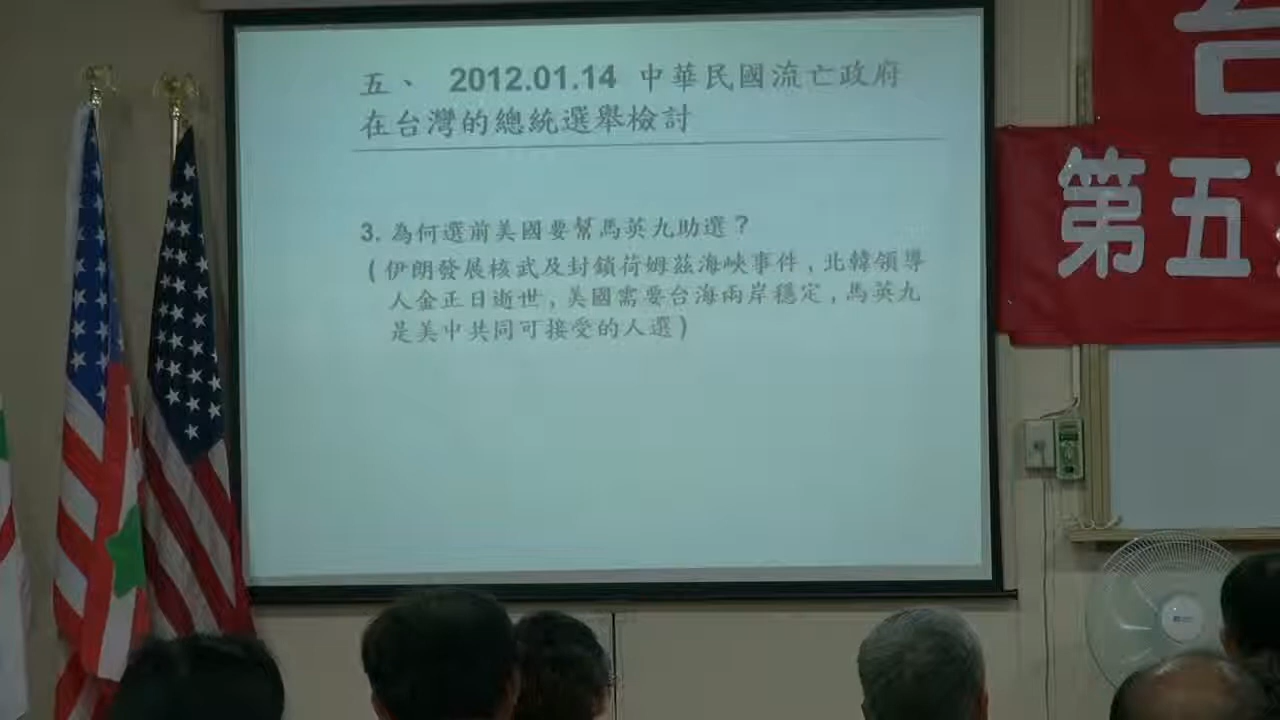 五、 2012.01.14 中華民國流亡政府
在台灣的總統選舉檢討
3. 為何選前美國要幫馬英九助選？
(伊朗發展核武及封鎖荷姆茲海峽事件，北韓領導
人金正日逝世，美國需要台海兩岸穩定，馬英九
是美中共同可接受的人選)
第五